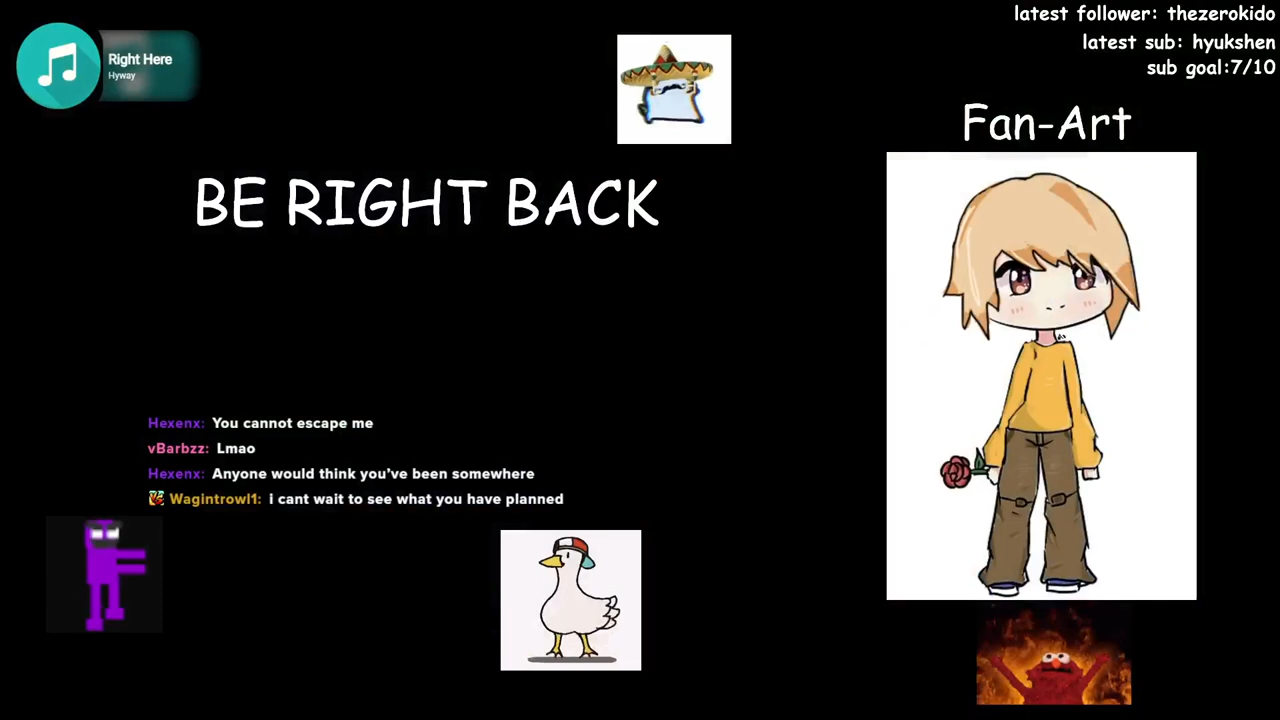 Right Here
Hyway
latest follower: thezerokido
latest sub: hyukshen
sub goal:7/10
Fan-Art
BE RIGHT BACK
Hexenx: You cannot escape me
vBarbzz: Lmao
Hexenx: Anyone would think you've been somewhere
Wagintrowl1: i cant wait to see what you have planned